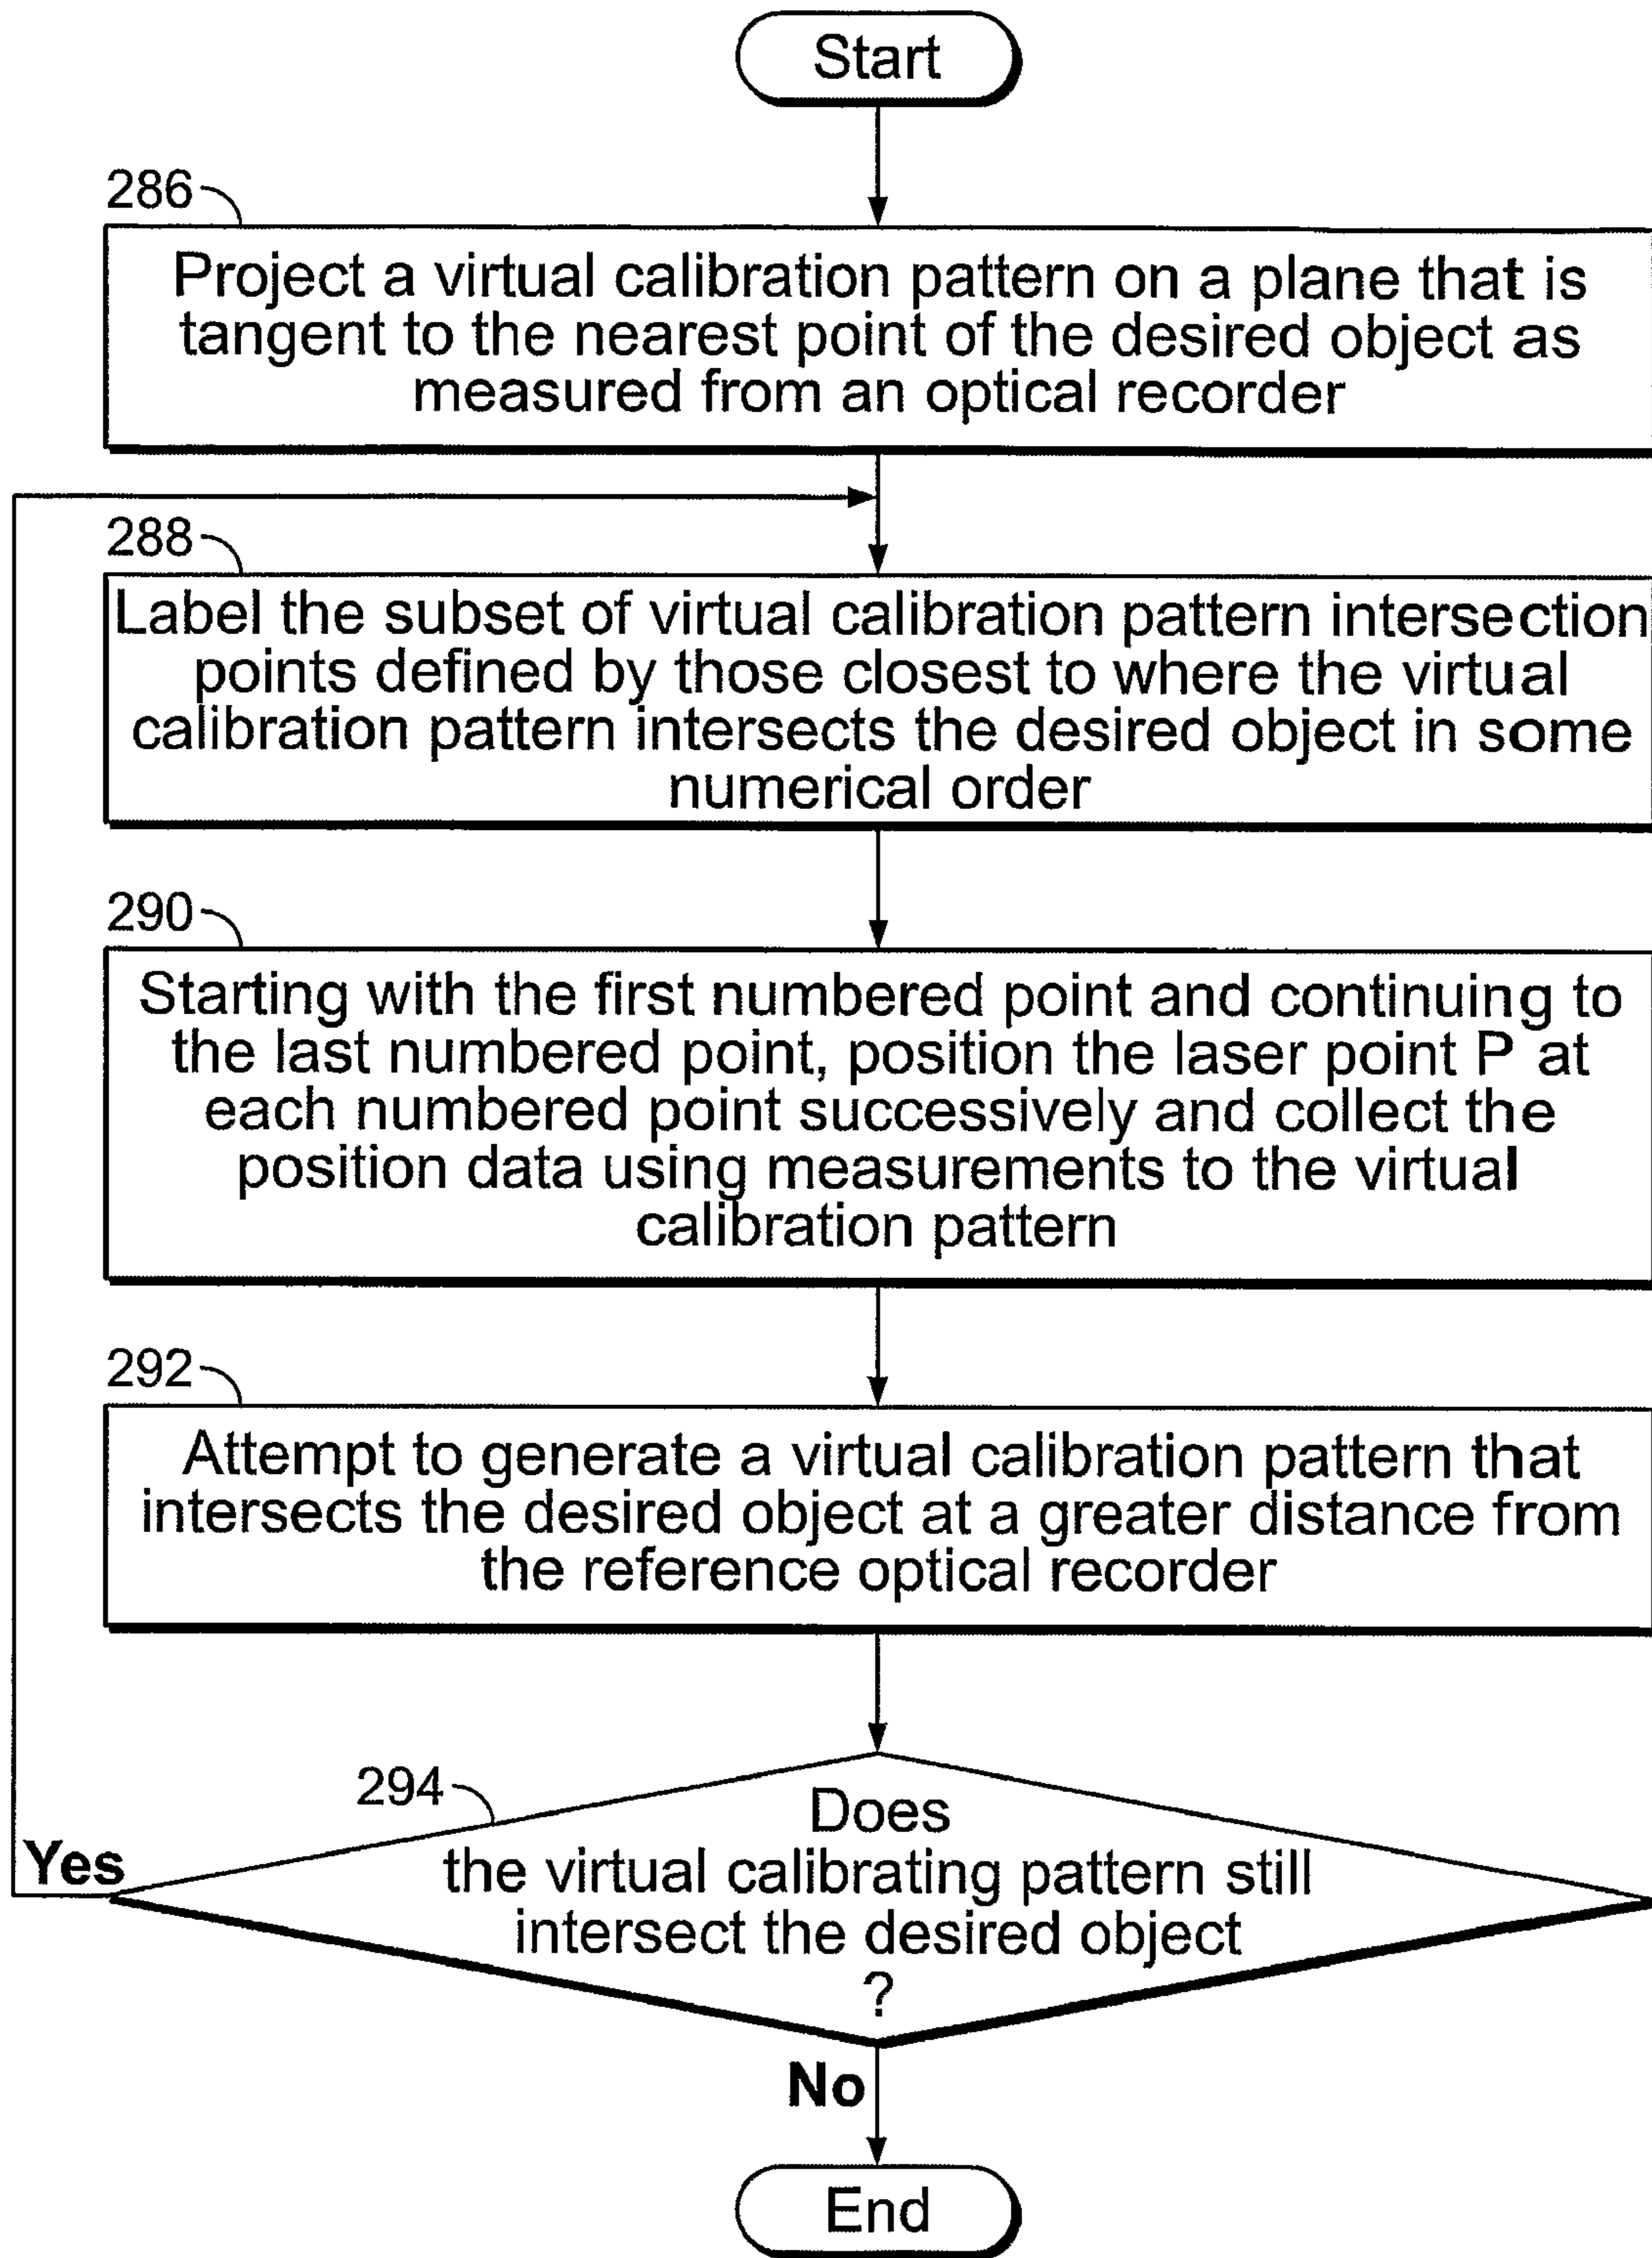 Start
286
Project a virtual calibration pattern on a plane that is
tangent to the nearest point of the desired object as
measured from an optical recorder
288
Label the subset of virtual calibration pattern intersection
points defined by those closest to where the virtual
calibration pattern intersects the desired object in some
numerical order
290
Starting with the first numbered point and continuing to
the last numbered point, position the laser point P at
each numbered point successively and collect the
position data using measurements to the virtual
calibration pattern
292
Attempt to generate a virtual calibration pattern that
intersects the desired object at a greater distance from
the reference optical recorder
294
Does
the virtual calibrating pattern still
intersect the desired object
?
Yes
No
End